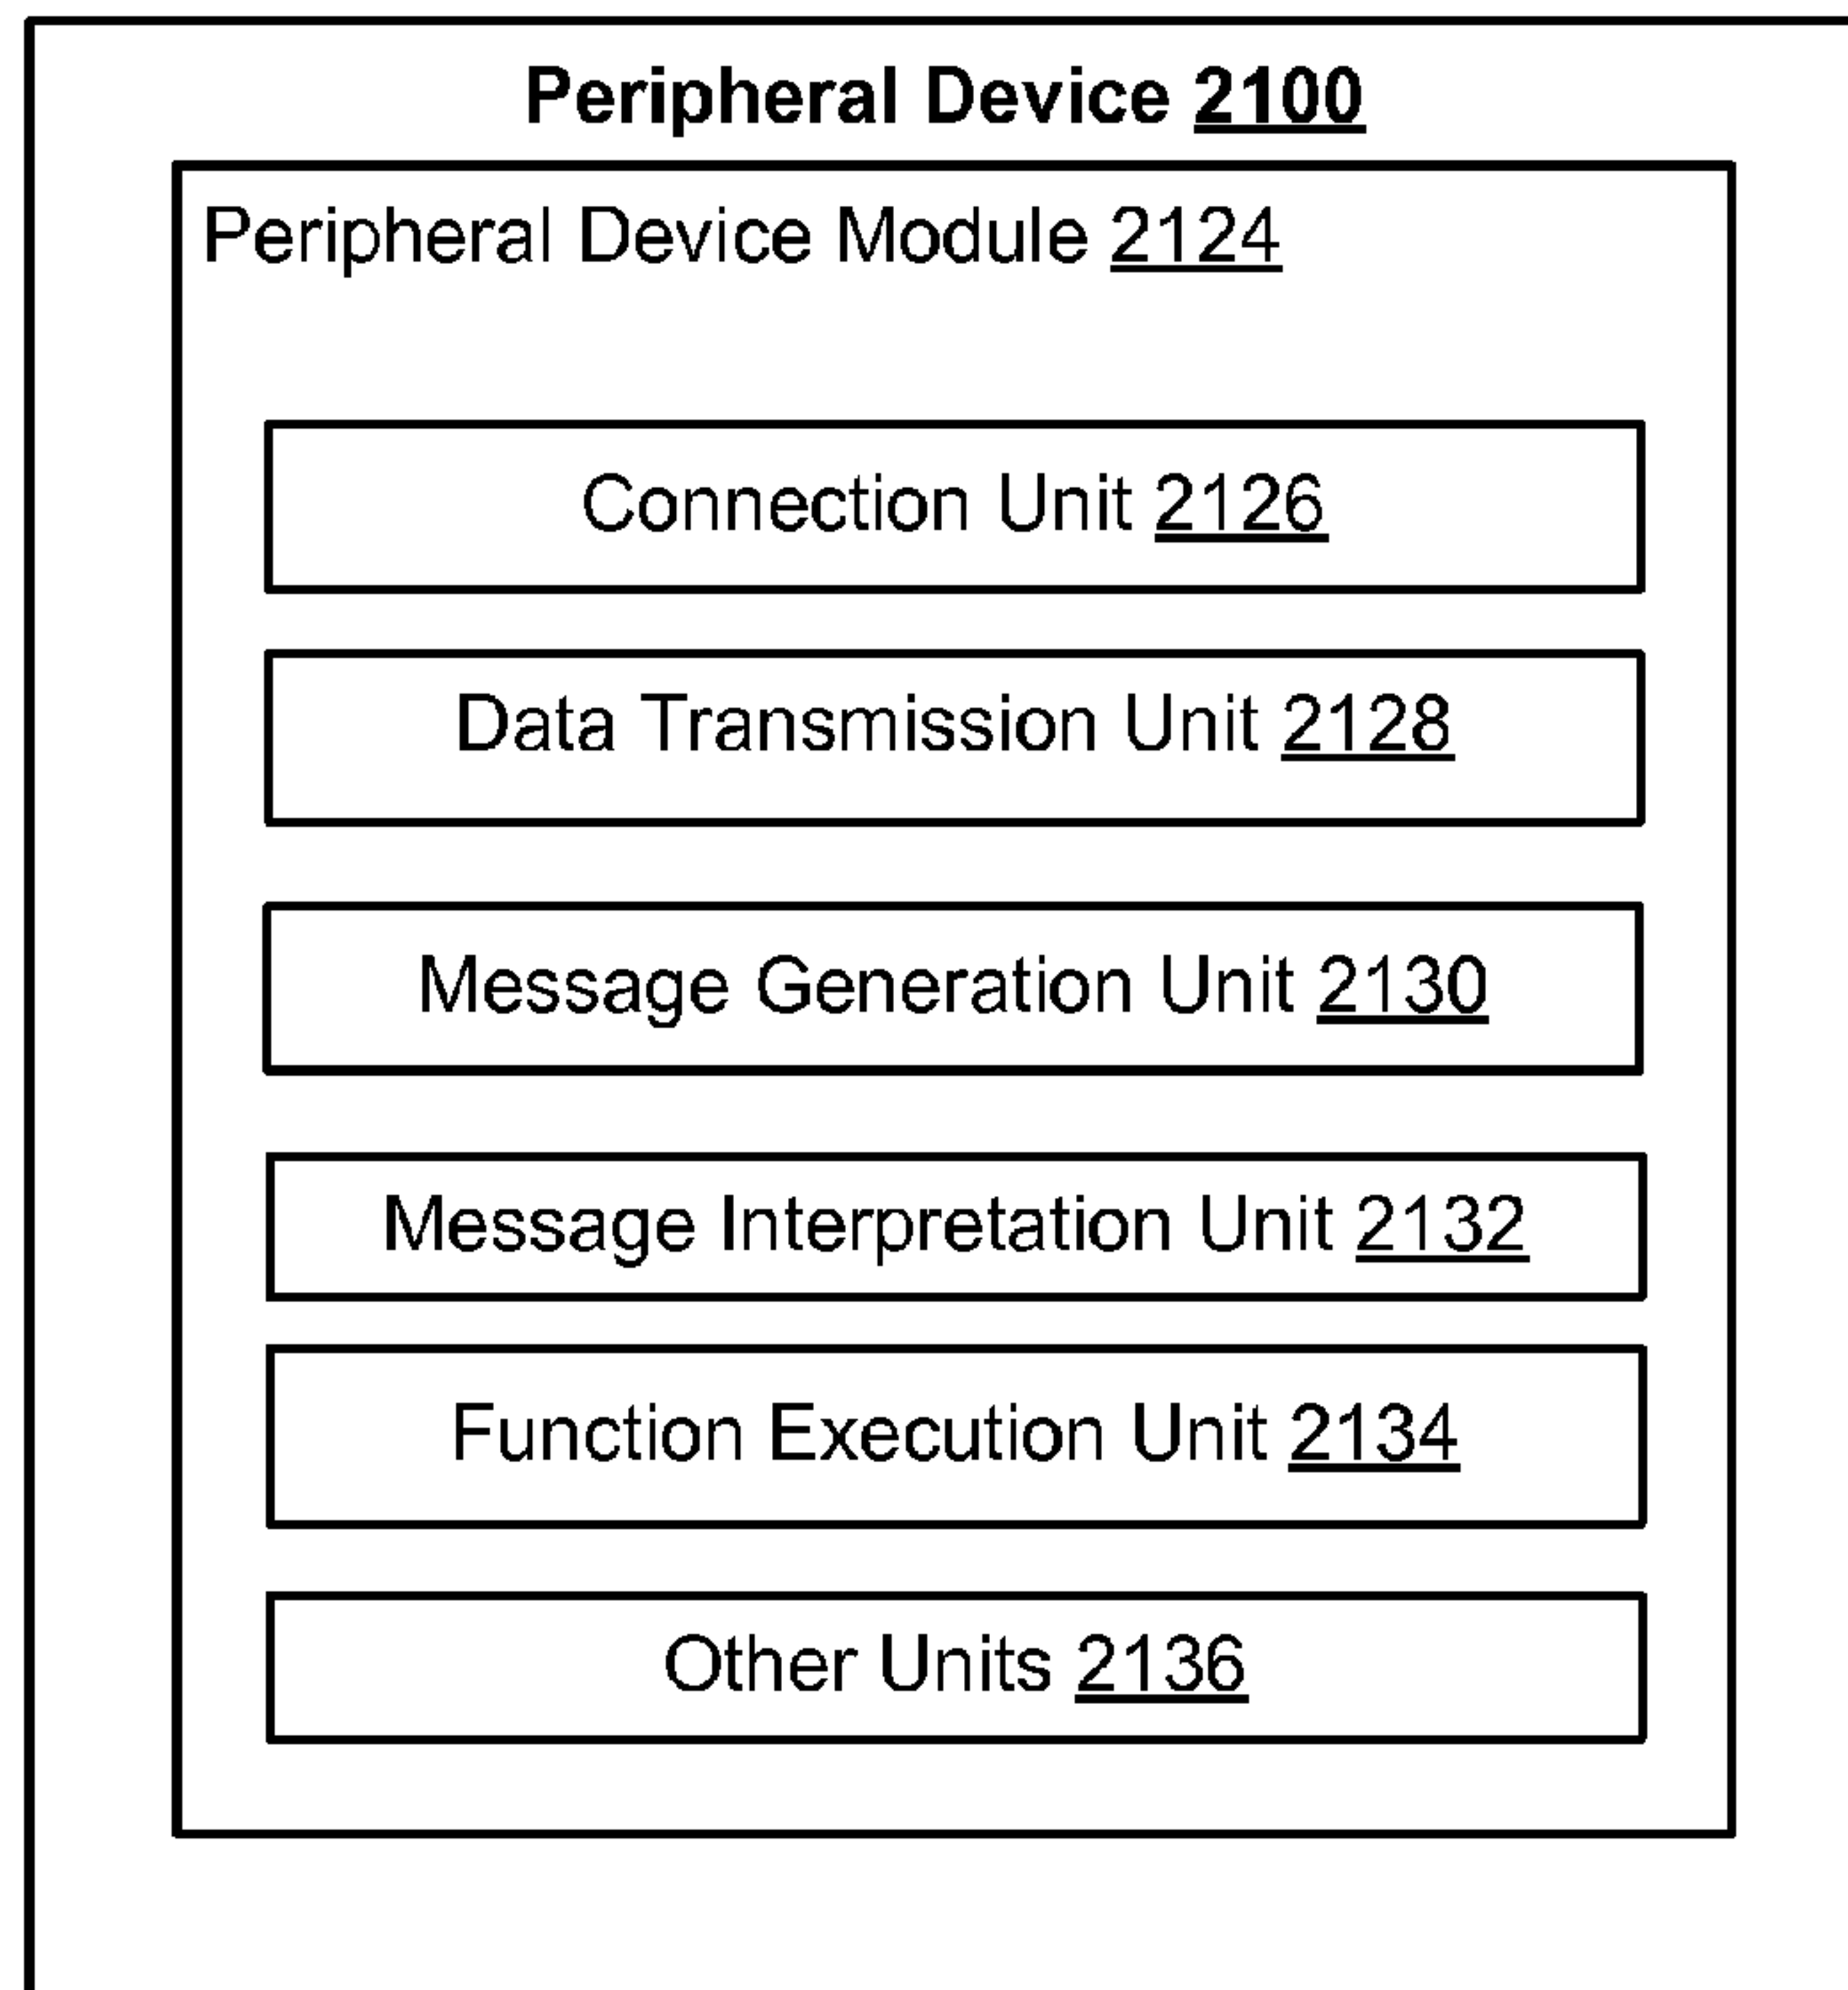 Peripheral Device 2100
Peripheral Device Module 2124
Connection Unit 2126
Data Transmission Unit 2128
Message Generation Unit 2130
Message Interpretation Unit 2132
Function Execution Unit 2134
Other Units 2136